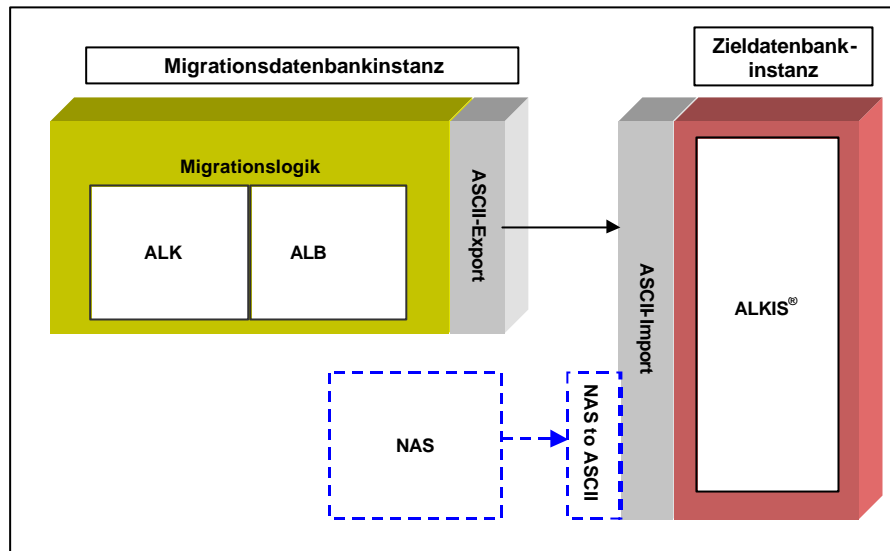 Migrationsdatenbankinstanz
Zieldatenbank-
instanz
Migrationslogik
ALK
ALB
ASCII-Export
ASCII-Import
ALKIS®
NAS
NAS to ASCII